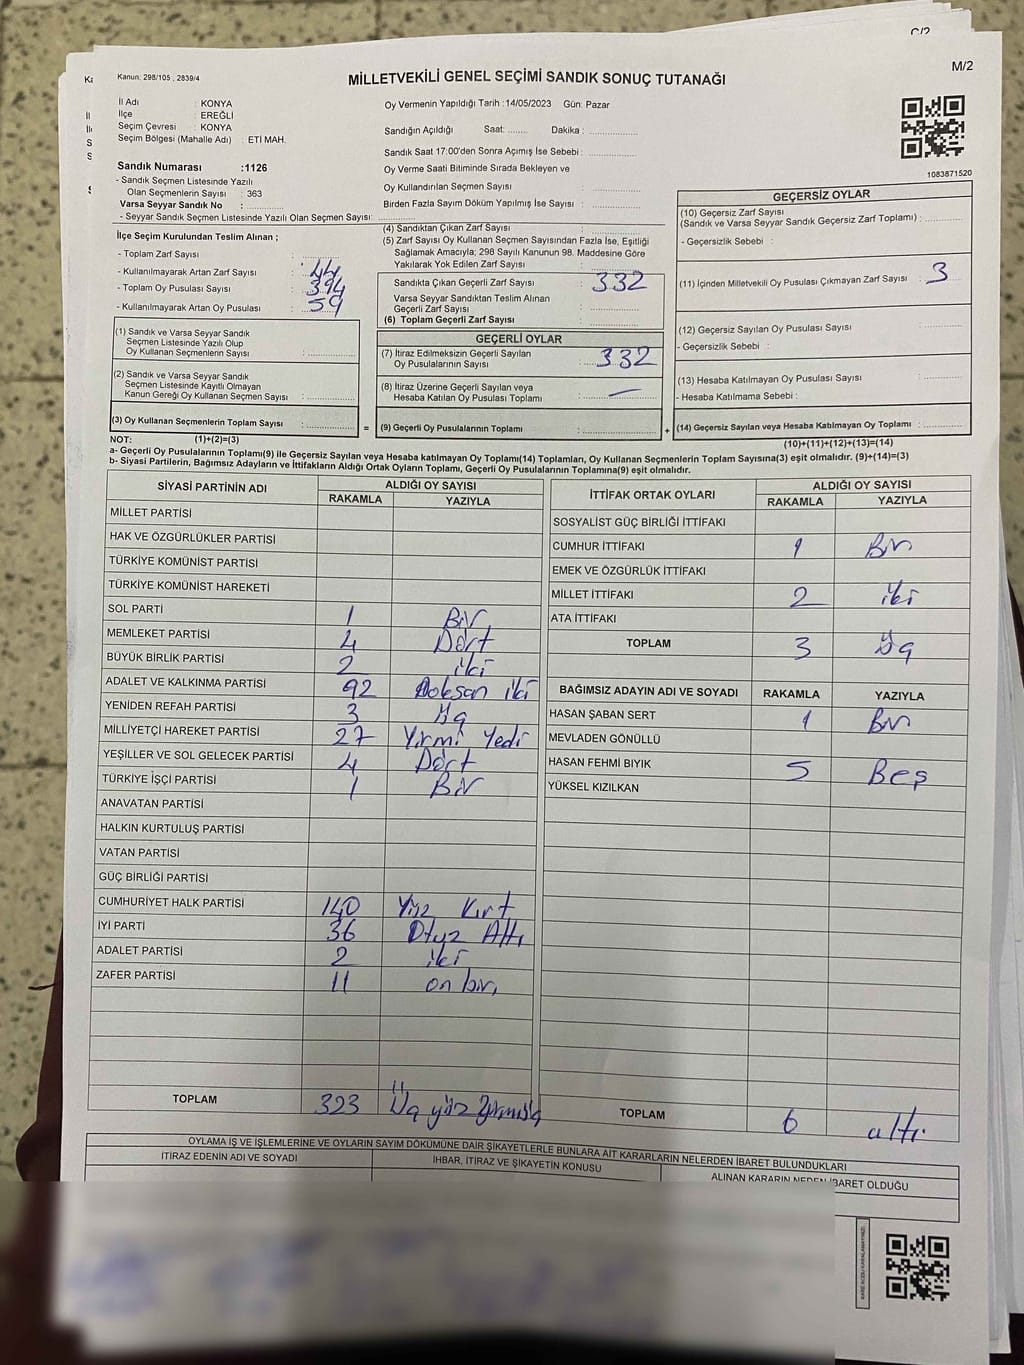 C/2
M/2
Kanun: 298/105 , 2839/4
MİLLETVEKİLİ GENEL SEÇİMİ SANDIK SONUÇ TUTANAĞI
İl Adı : KONYA
İlçe : EREĞLİ
Seçim Çevresi : KONYA
Seçim Bölgesi (Mahalle Adı) : ETİ MAH.
Sandık Numarası :1126
- Sandık Seçmen Listesinde Yazılı
Olan Seçmenlerin Sayısı : 363
Varsa Seyyar Sandık No :
- Seyyar Sandık Seçmen Listesinde Yazılı Olan Seçmen Sayısı:
Oy Vermenin Yapıldığı Tarih :14/05/2023 Gün: Pazar
Sandığın Açıldığı Saat: ........ Dakika :
Sandık Saat 17:00'den Sonra Açımış İse Sebebi :
Oy Verme Saati Bitiminde Sırada Bekleyen ve
Oy Kullandırılan Seçmen Sayısı :
Birden Fazla Sayım Döküm Yapılmış İse Sayısı :
1083871520
İlçe Seçim Kurulundan Teslim Alınan ;
- Toplam Zarf Sayısı :
- Kullanılmayarak Artan Zarf Sayısı : 44
- Toplam Oy Pusulası Sayısı : 394
- Kullanılmayarak Artan Oy Pusulası : 59
(1) Sandık ve Varsa Seyyar Sandık
Seçmen Listesinde Yazılı Olup
Oy Kullanan Seçmenlerin Sayısı :
(2) Sandık ve Varsa Seyyar Sandık
Seçmen Listesinde Kayıtlı Olmayan
Kanun Gereği Oy Kullanan Seçmen Sayısı :
(3) Oy Kullanan Seçmenlerin Toplam Sayısı :
(4) Sandıktan Çıkan Zarf Sayısı :
(5) Zarf Sayısı Oy Kullanan Seçmen Sayısından Fazla İse, Eşitliği
Sağlamak Amacıyla; 298 Sayılı Kanunun 98. Maddesine Göre
Yakılarak Yok Edilen Zarf Sayısı :
Sandıkta Çıkan Geçerli Zarf Sayısı : 332
Varsa Seyyar Sandıktan Teslim Alınan
Geçerli Zarf Sayısı :
(6) Toplam Geçerli Zarf Sayısı :
GEÇERLİ OYLAR
(7) İtiraz Edilmeksizin Geçerli Sayılan
Oy Pusulalarının Sayısı : 332
(8) İtiraz Üzerine Geçerli Sayılan veya
Hesaba Katılan Oy Pusulası Toplamı : —
= (9) Geçerli Oy Pusulalarının Toplamı :
GEÇERSİZ OYLAR
(10) Geçersiz Zarf Sayısı
(Sandık ve Varsa Seyyar Sandık Geçersiz Zarf Toplamı) :
- Geçersizlik Sebebi :
(11) İçinden Milletvekili Oy Pusulası Çıkmayan Zarf Sayısı : 3
(12) Geçersiz Sayılan Oy Pusulası Sayısı :
- Geçersizlik Sebebi :
(13) Hesaba Katılmayan Oy Pusulası Sayısı :
- Hesaba Katılmama Sebebi :
+ (14) Geçersiz Sayılan veya Hesaba Katılmayan Oy Toplamı :
NOT: (1)+(2)=(3)
(10)+(11)+(12)+(13)=(14)
a- Geçerli Oy Pusulasının Toplamı(9) ile Geçersiz Sayılan veya Hesaba katılmayan Oy Toplamı(14) Toplamları, Oy Kullanan Seçmenlerin Toplam Sayısına(3) eşit olmalıdır. (9)+(14)=(3)
b- Siyasi Partilerin, Bağımsız Adayların ve İttifakların Aldığı Ortak Oyların Toplamı, Geçerli Oy Pusulalarının Toplamına(9) eşit olmalıdır.
SİYASİ PARTİNİN ADI ALDIĞI OY SAYISI
RAKAMLA YAZIYLA
MİLLET PARTİSİ
HAK VE ÖZGÜRLÜKLER PARTİSİ
TÜRKİYE KOMÜNİST PARTİSİ
TÜRKİYE KOMÜNİST HAREKETİ
SOL PARTİ 1 Bir
MEMLEKET PARTİSİ 4 Dört
BÜYÜK BİRLİK PARTİSİ 2 iki
ADALET VE KALKINMA PARTİSİ 92 Doksan iki
YENİDEN REFAH PARTİSİ 3 üç
MİLLİYETÇİ HAREKET PARTİSİ 27 Yirmi Yedi
YEŞİLLER VE SOL GELECEK PARTİSİ 4 Dört
TÜRKİYE İŞÇİ PARTİSİ 1 Bir
ANAVATAN PARTİSİ
HALKIN KURTULUŞ PARTİSİ
VATAN PARTİSİ
GÜÇ BİRLİĞİ PARTİSİ
CUMHURİYET HALK PARTİSİ 140 Yüz Kırk
İYİ PARTİ 36 Otuz Altı
ADALET PARTİSİ 2 iki
ZAFER PARTİSİ 11 on bir
TOPLAM 323 Üç yüz
İTTİFAK ORTAK OYLARI ALDIĞI OY SAYISI
RAKAMLA YAZIYLA
SOSYALİST GÜÇ BİRLİĞİ İTTİFAKI
CUMHUR İTTİFAKI 1 Bir
EMEK VE ÖZGÜRLÜK İTTİFAKI
MİLLET İTTİFAKI 2 iki
ATA İTTİFAKI
TOPLAM 3 üç
BAĞIMSIZ ADAYIN ADI VE SOYADI RAKAMLA YAZIYLA
HASAN ŞABAN SERT 1 Bir
MEVLADEN GÖNÜLLÜ
HASAN FEHMİ BIYIK 5 Beş
YÜKSEL KIZILKAN
TOPLAM 6 altı
OYLAMA İŞ VE İŞLEMLERİNE VE OYLARIN SAYIM DÖKÜMÜNE DAİR ŞİKAYETLERLE BUNLARA AİT KARARLARIN NELERDEN İBARET BULUNDUKLARI
İTİRAZ EDENİN ADI VE SOYADI İHBAR, İTİRAZ VE ŞİKAYETİN KONUSU ALINAN KARARIN NEDEN İBARET OLDUĞU